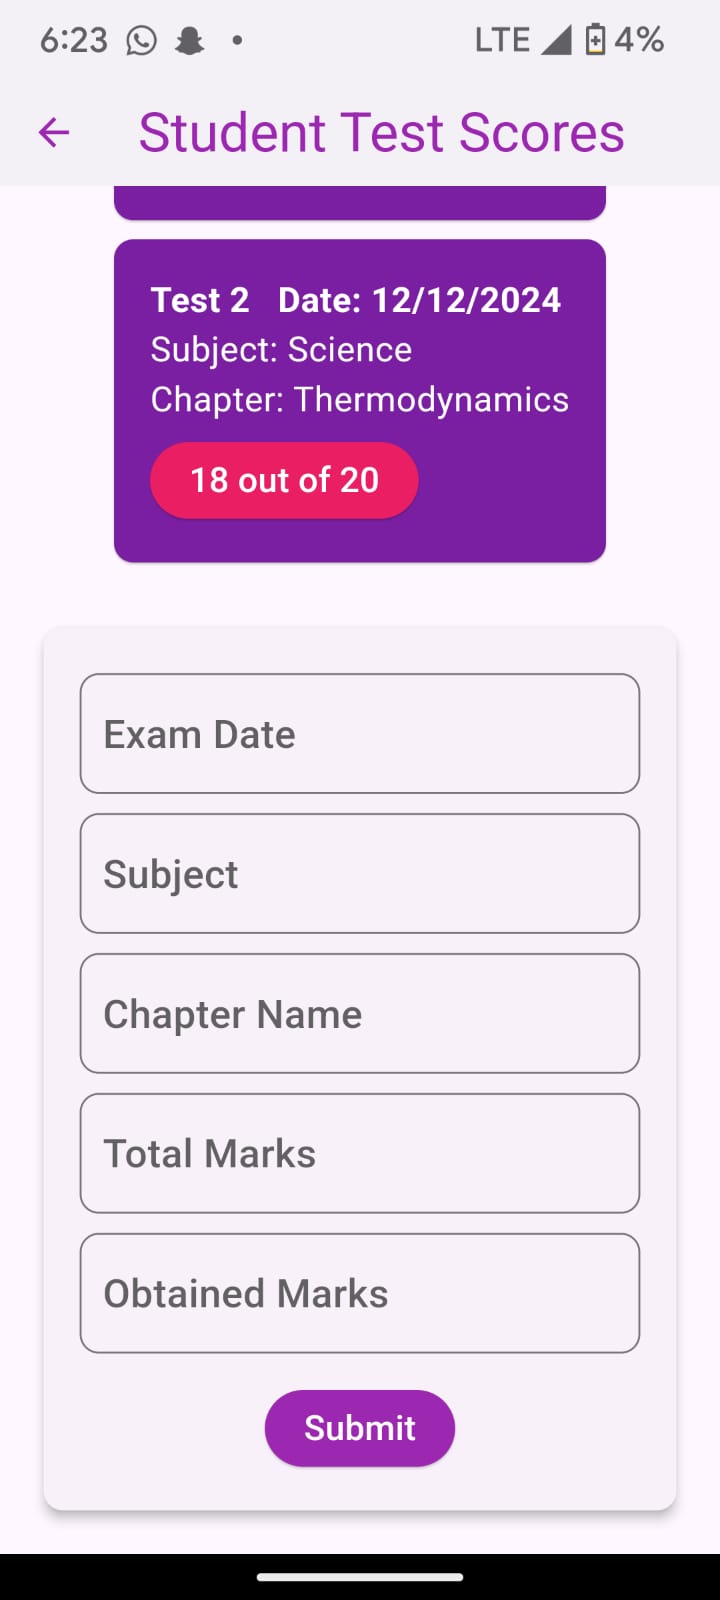 6:23 LTE 4%
Student Test Scores
Test 2 Date: 12/12/2024
Subject: Science
Chapter: Thermodynamics
18 out of 20
Exam Date
Subject
Chapter Name
Total Marks
Obtained Marks
Submit